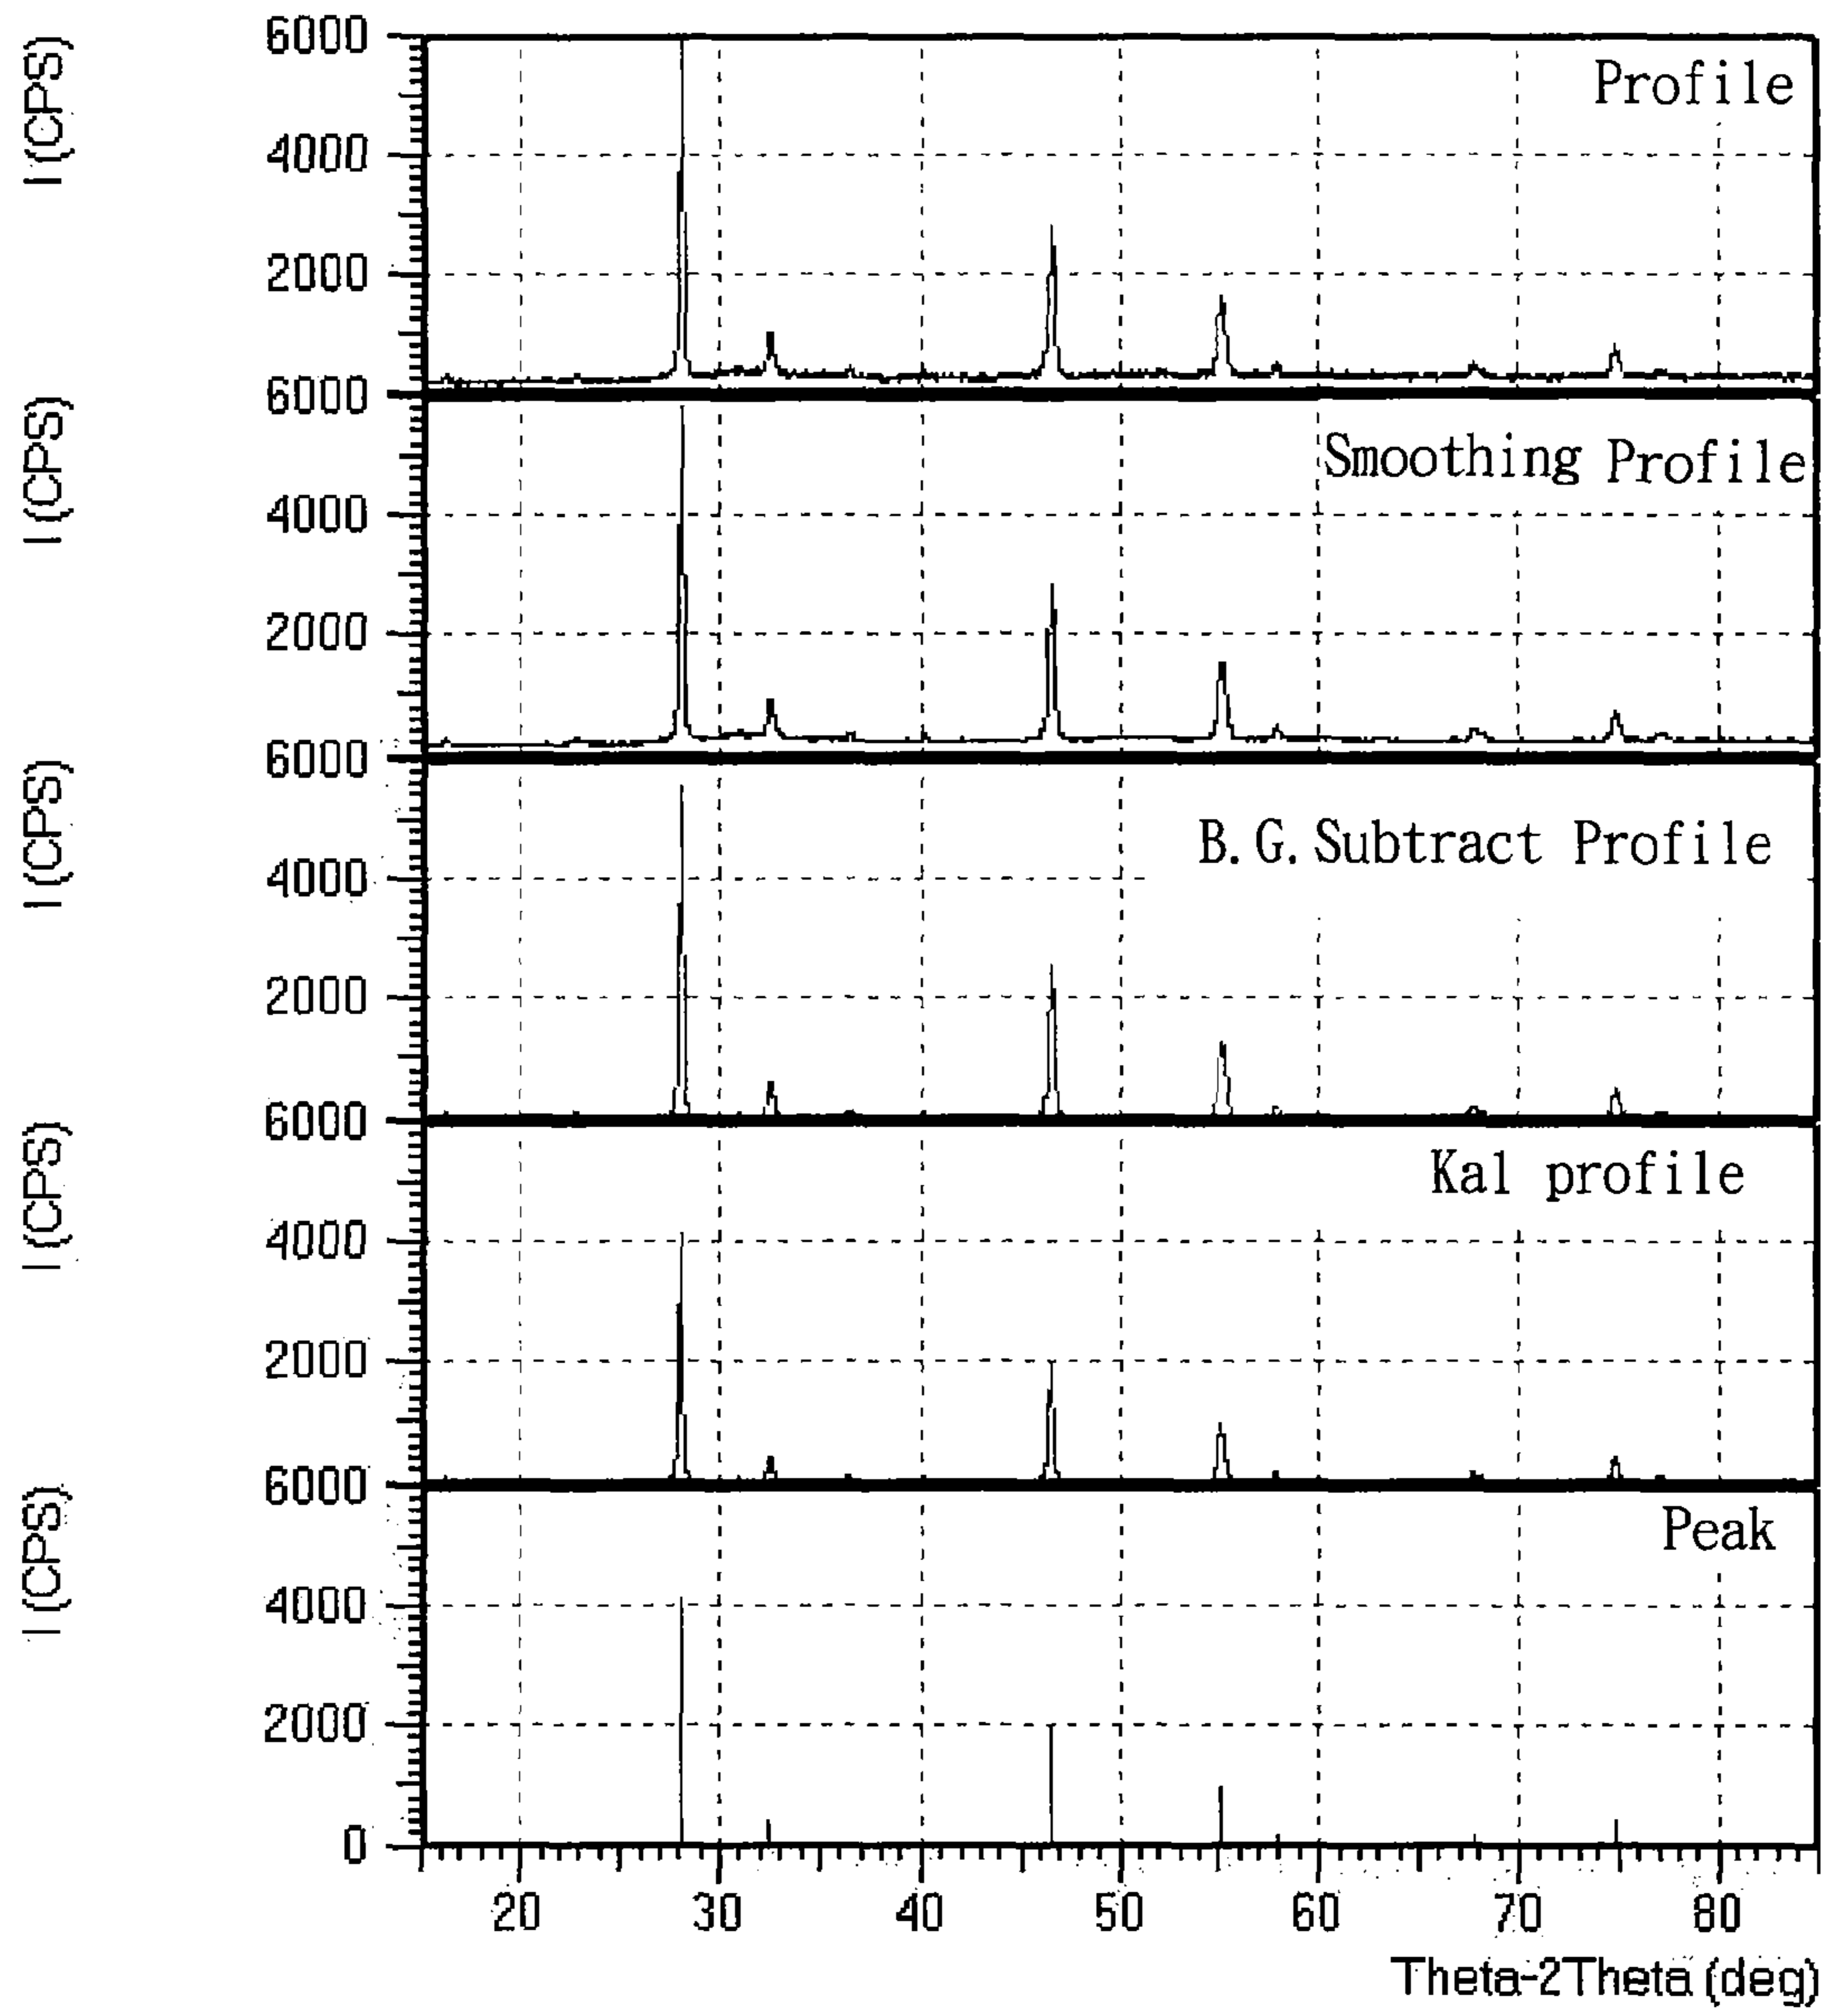 I(CPS)
6000
4000
2000
Profile
I(CPS)
6000
4000
2000
Smoothing Profile
I(CPS)
6000
4000
2000
B.G.Subtract Profile
I(CPS)
6000
4000
2000
Kal profile
I(CPS)
6000
4000
2000
0
Peak
20 30 40 50 60 70 80
Theta-2Theta (deg)